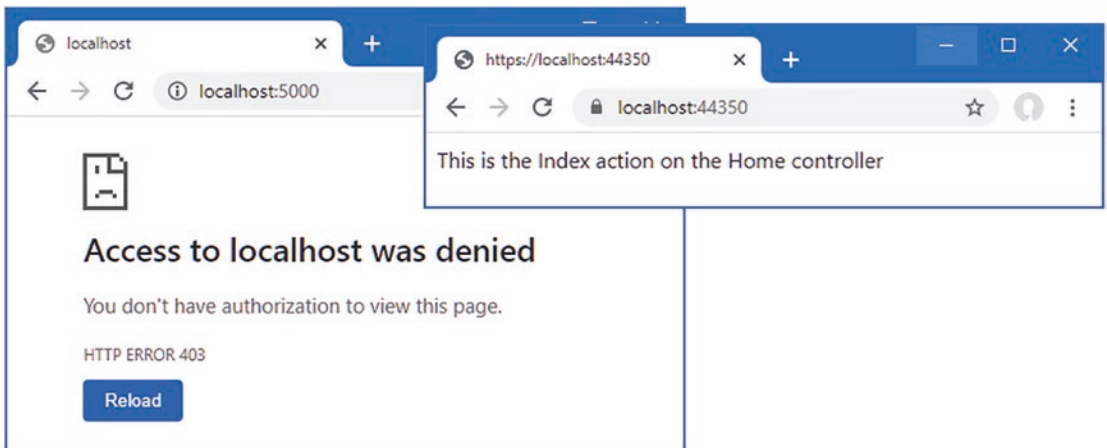 localhost
localhost:5000
Access to localhost was denied
You don't have authorization to view this page.
HTTP ERROR 403
Reload
https://localhost:44350
localhost:44350
This is the Index action on the Home controller